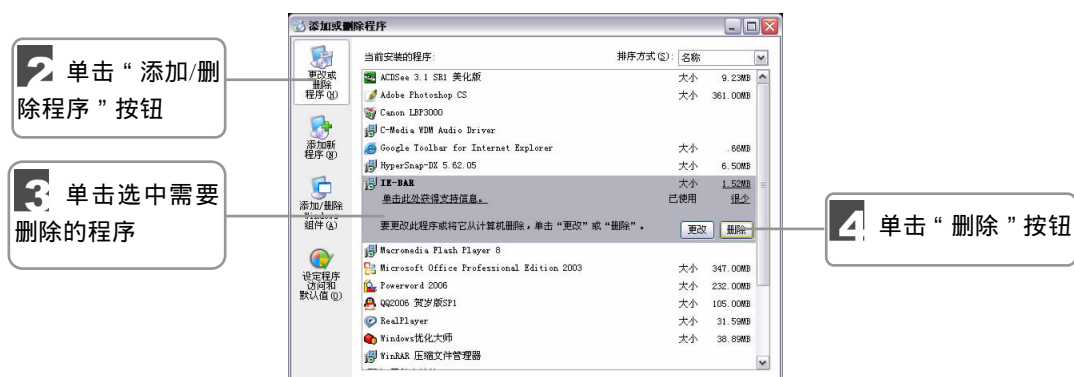 添加或删除程序
2 单击“添加/删
除程序”按钮
3 单击选中需要
删除的程序
更改或
删除
程序(H)
添加新
程序(N)
添加/删除
Windows
组件(A)
设定程序
访问和
默认值(O)
当前安装的程序: 排序方式(S): 名称
ACDSee 3.1 SR1 美化版 大小 9.23MB
Adobe Photoshop CS 大小 361.00MB
Canon LBP3000
C-Media WDM Audio Driver
Google Toolbar for Internet Explorer 大小 .66MB
HyperSnap-DX 5.62.05 大小 6.50MB
IE-BAR 大小 1.52MB
单击此处获得支持信息。 已使用 很少
要更改此程序或将它从计算机删除,单击“更改”或“删除”。 更改 删除
Macromedia Flash Player 8
Microsoft Office Professional Edition 2003 大小 347.00MB
Powerword 2006 大小 232.00MB
QQ2006 贺岁版SP1 大小 105.00MB
RealPlayer 大小 31.59MB
Windows优化大师 大小 38.89MB
WinRAR 压缩文件管理器
4 单击“删除”按钮